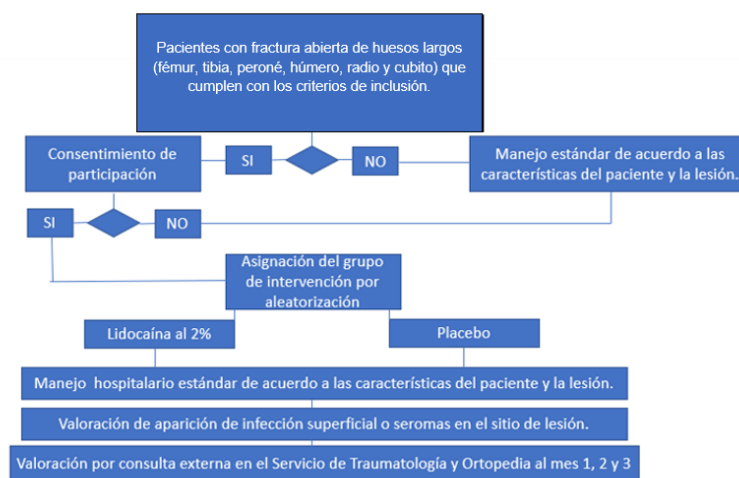 Pacientes con fractura abierta de huesos largos
(fémur, tibia, peroné, húmero, radio y cubito) que
cumplen con los criterios de inclusión.
Consentimiento de
participación
SI
NO
Manejo estándar de acuerdo a las
características del paciente y la lesión.
SI
NO
Asignación del grupo
de intervención por
aleatorización
Lidocaína al 2%
Placebo
Manejo hospitalario estándar de acuerdo a las características del paciente y la lesión.
Valoración de aparición de infección superficial o seromas en el sitio de lesión.
Valoración por consulta externa en el Servicio de Traumatología y Ortopedia al mes 1, 2 y 3